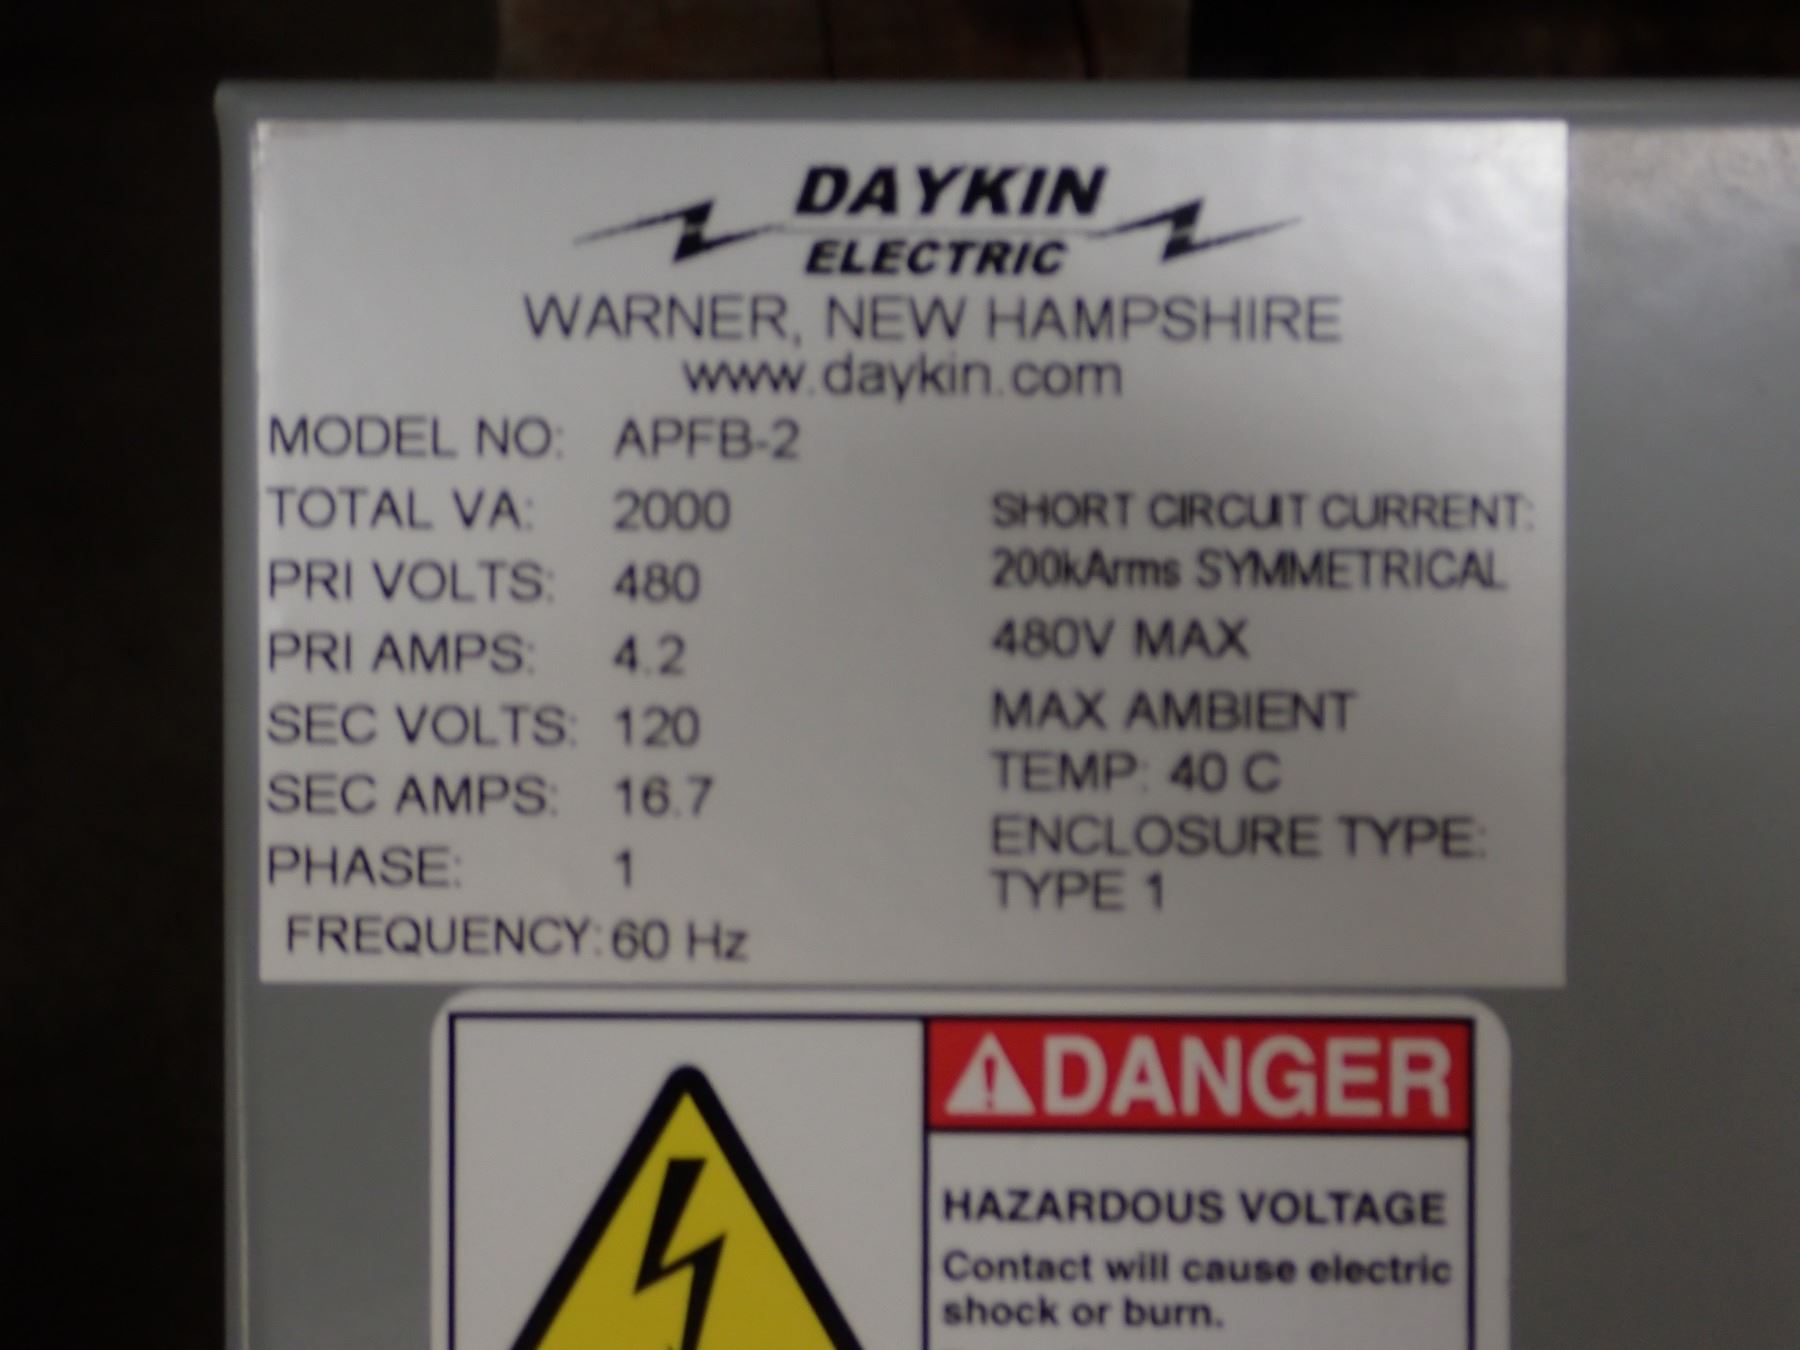 DAYKIN
ELECTRIC
WARNER, NEW HAMPSHIRE
www.daykin.com
MODEL NO: APFB-2
TOTAL VA: 2000
PRI VOLTS: 480
PRI AMPS: 4.2
SEC VOLTS: 120
SEC AMPS: 16.7
PHASE: 1
FREQUENCY: 60 Hz
SHORT CIRCUIT CURRENT:
200kArms SYMMETRICAL
480V MAX
MAX AMBIENT
TEMP: 40 C
ENCLOSURE TYPE:
TYPE 1
DANGER
HAZARDOUS VOLTAGE
Contact will cause electric
shock or burn.